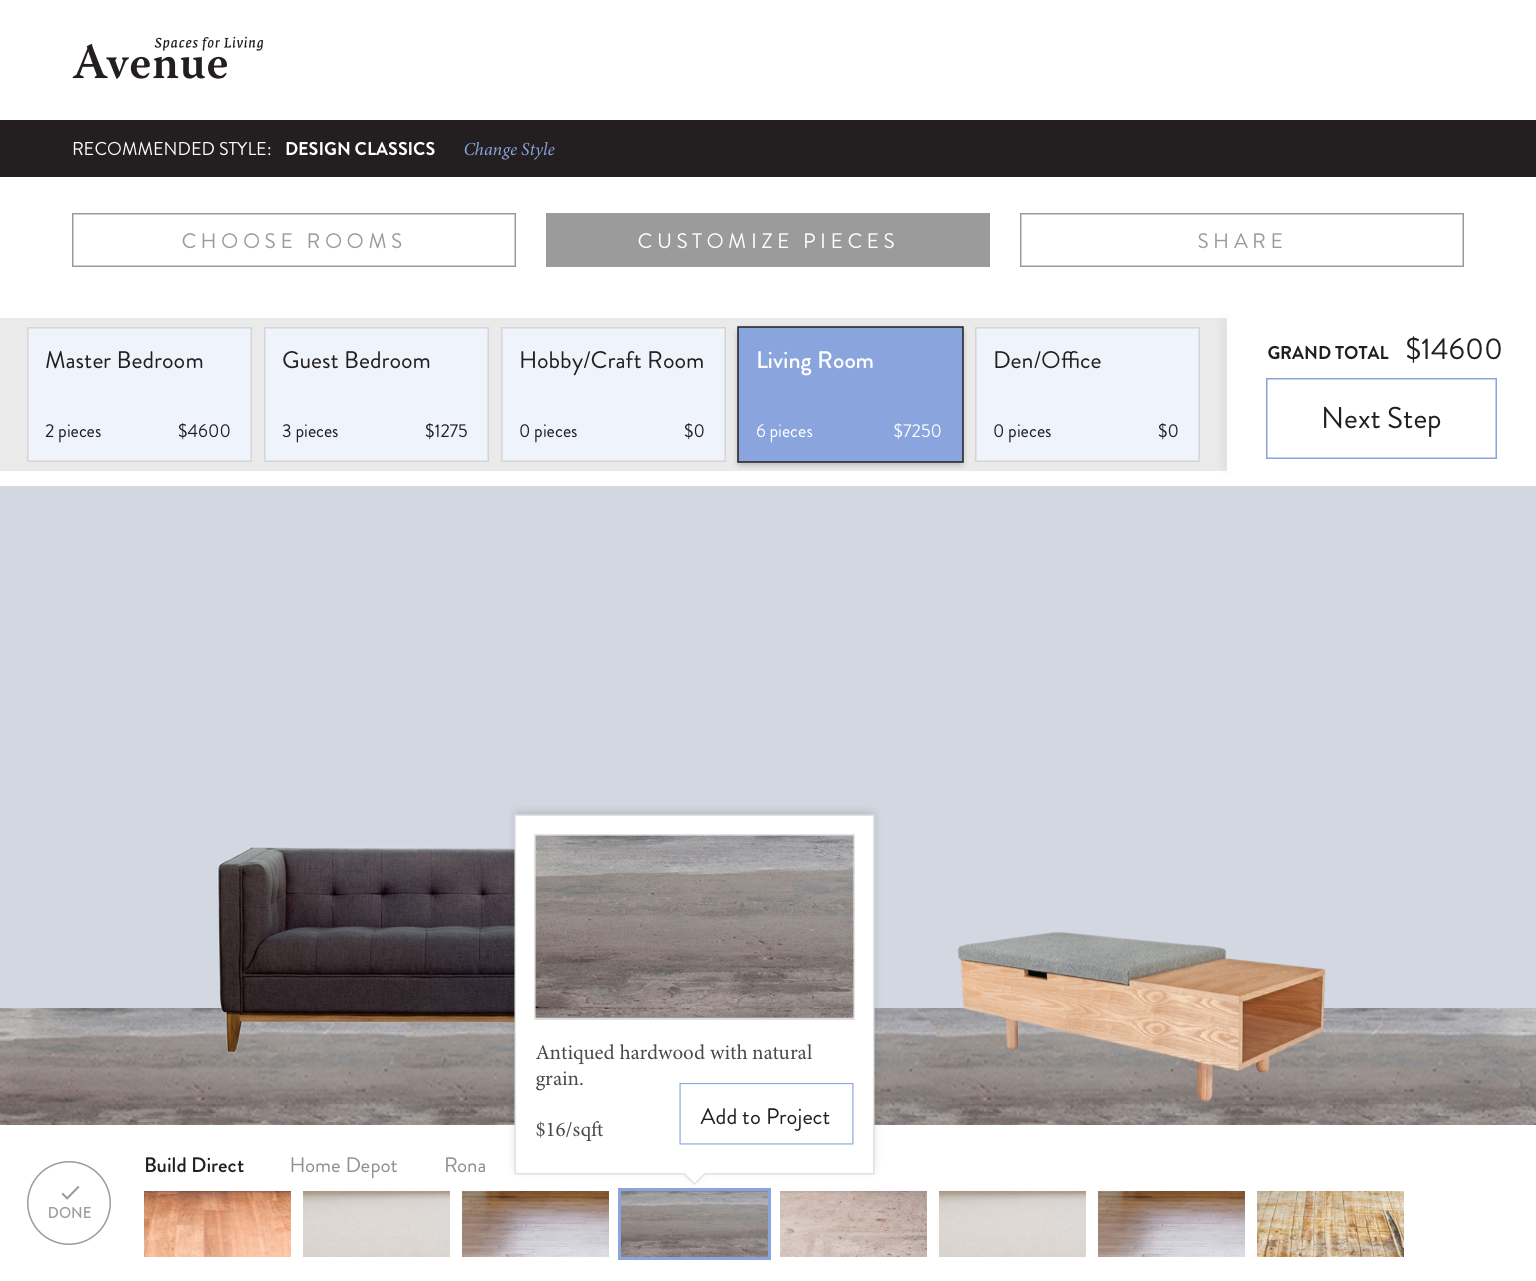 Spaces for Living
Avenue
RECOMMENDED STYLE: DESIGN CLASSICS Change Style
CHOOSE ROOMS
CUSTOMIZE PIECES
SHARE
Master Bedroom
2 pieces $4600
Guest Bedroom
3 pieces $1275
Hobby/Craft Room
0 pieces $0
Living Room
6 pieces $7250
Den/Office
0 pieces $0
GRAND TOTAL $14600
Next Step
Antiqued hardwood with natural
grain.
$16/sqft
Add to Project
Build Direct Home Depot Rona
DONE